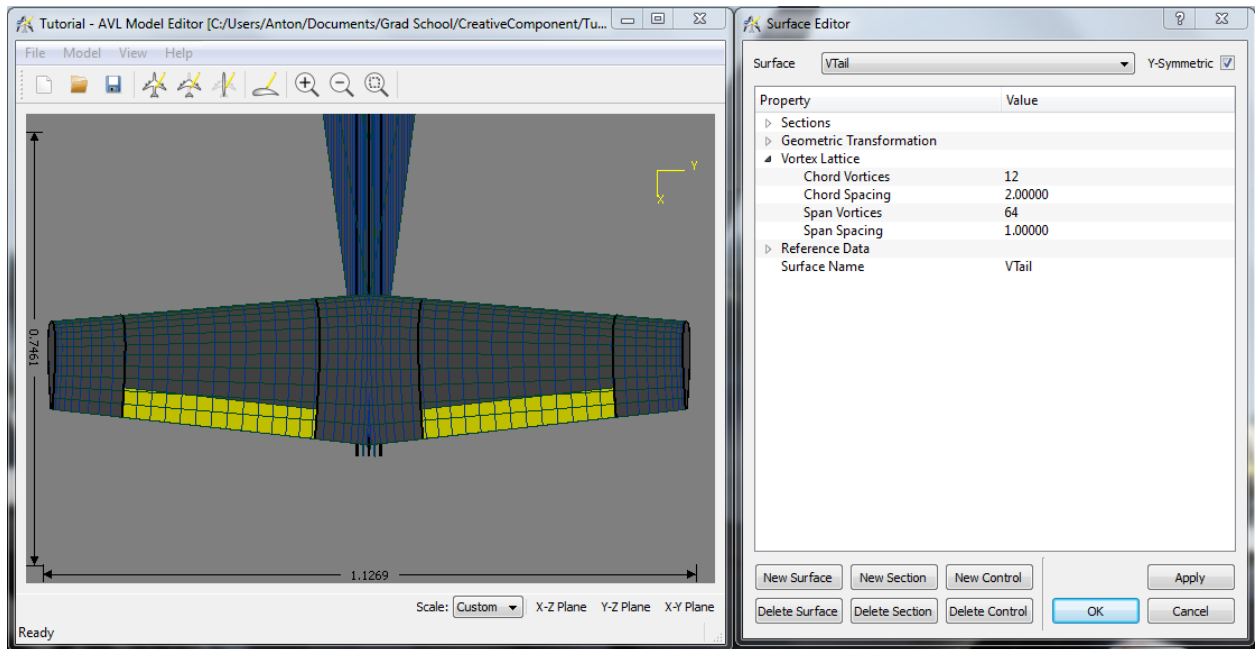 Tutorial - AVL Model Editor [C:/Users/Anton/Documents/Grad School/CreativeComponent/Tu...
File Model View Help
Y
X
0.7461
1.1269
Scale: Custom X-Z Plane Y-Z Plane X-Y Plane
Ready
Surface Editor
Surface VTail Y-Symmetric
Property Value
Sections
Geometric Transformation
Vortex Lattice
Chord Vortices 12
Chord Spacing 2.00000
Span Vortices 64
Span Spacing 1.00000
Reference Data
Surface Name VTail
New Surface New Section New Control Apply
Delete Surface Delete Section Delete Control OK Cancel